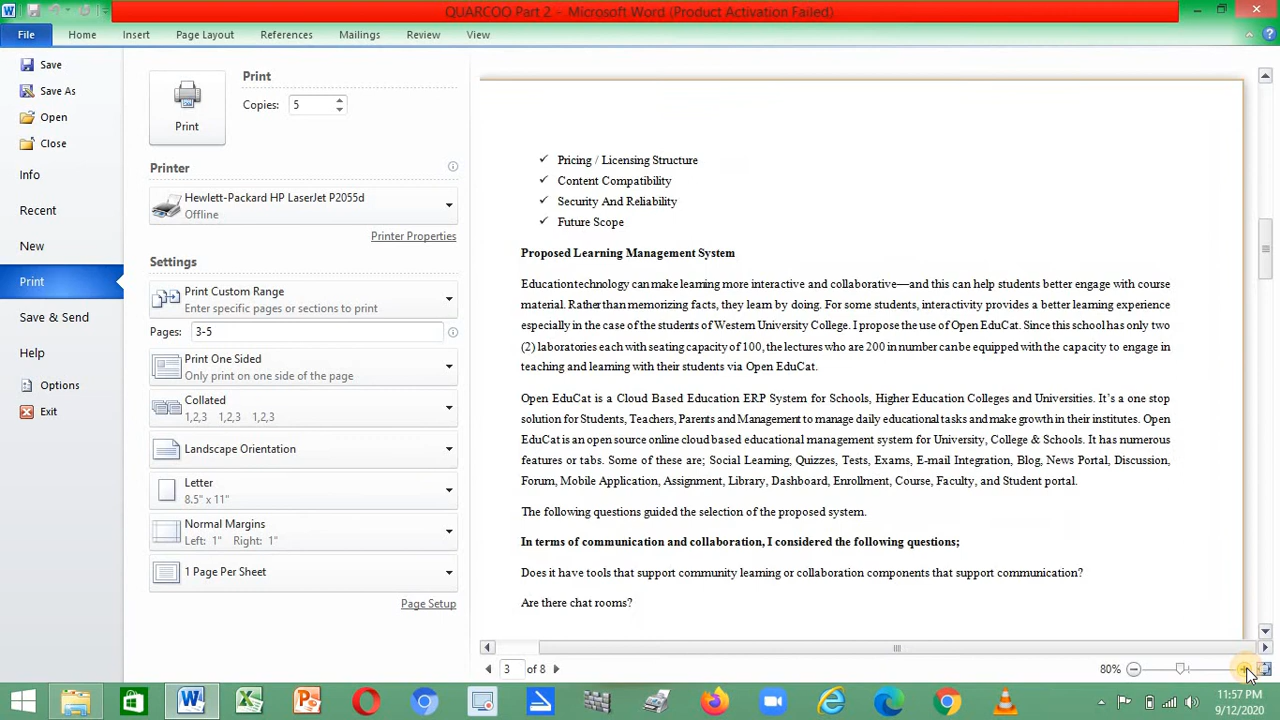 QUARCOO Part 2 - Microsoft Word (Product Activation Failed)
File Home Insert Page Layout References Mailings Review View
Save
Save As
Open
Close
Info
Recent
New
Print
Save & Send
Help
Options
Exit
Print
Print
Copies: 5
Printer
Hewlett-Packard HP LaserJet P2055d
Offline
Printer Properties
Settings
Print Custom Range
Enter specific pages or sections to print
Pages: 3-5
Print One Sided
Only print on one side of the page
Collated
1,2,3 1,2,3 1,2,3
Landscape Orientation
Letter
8.5" x 11"
Normal Margins
Left: 1" Right: 1"
1 Page Per Sheet
Page Setup
Pricing / Licensing Structure
Content Compatibility
Security And Reliability
Future Scope
Proposed Learning Management System
Education technology can make learning more interactive and collaborative—and this can help students better engage with course
material. Rather than memorizing facts, they learn by doing. For some students, interactivity provides a better learning experience
especially in the case of the students of Western University College. I propose the use of Open EduCat. Since this school has only two
(2) laboratories each with seating capacity of 100, the lectures who are 200 in number can be equipped with the capacity to engage in
teaching and learning with their students via Open EduCat.
Open EduCat is a Cloud Based Education ERP System for Schools, Higher Education Colleges and Universities. It's a one stop
solution for Students, Teachers, Parents and Management to manage daily educational tasks and make growth in their institutes. Open
EduCat is an open source online cloud based educational management system for University, College & Schools. It has numerous
features or tabs. Some of these are; Social Learning, Quizzes, Tests, Exams, E-mail Integration, Blog, News Portal, Discussion,
Forum, Mobile Application, Assignment, Library, Dashboard, Enrollment, Course, Faculty, and Student portal.
The following questions guided the selection of the proposed system.
In terms of communication and collaboration, I considered the following questions;
Does it have tools that support community learning or collaboration components that support communication?
Are there chat rooms?
3 of 8
80%
11:57 PM
9/12/2020